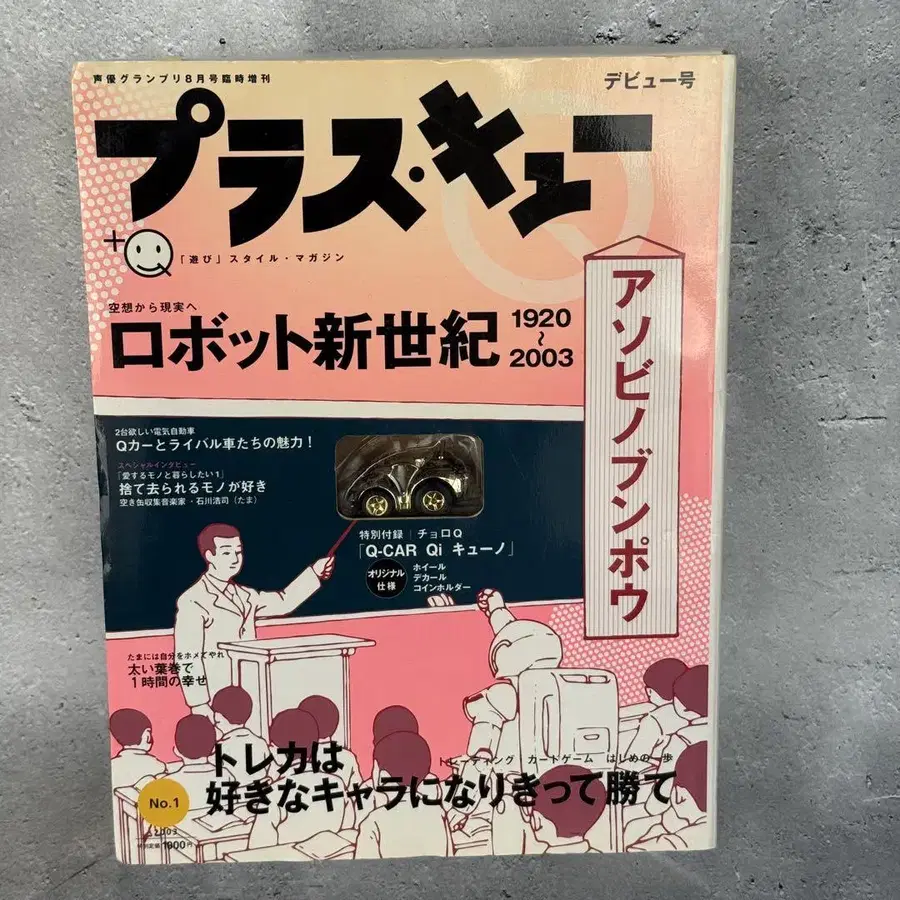 声優グランプリ8月号臨時増刊
デビュー号
プラス・キュー
+Q
「遊び」スタイル・マガジン
空想から現実へ
ロボット新世紀
1920
〜
2003
アソビノブンポウ
2台欲しい電気自動車
Qカーとライバル車たちの魅力!
スペシャルインタビュー
「愛するモノと暮らしたい1」
捨て去られるモノが好き
空き缶収集音楽家・石川浩司(たま)
特別付録|チョロQ
「Q-CAR Qi キューノ」
オリジナル
仕様
ホイール
デカール
コインホルダー
たまには自分をホメてやれ
太い葉巻で
1時間の幸せ
トレーディング カードゲーム はじめの一歩
トレカは
好きなキャラになりきって勝て
No.1
2003
特別定価1000円